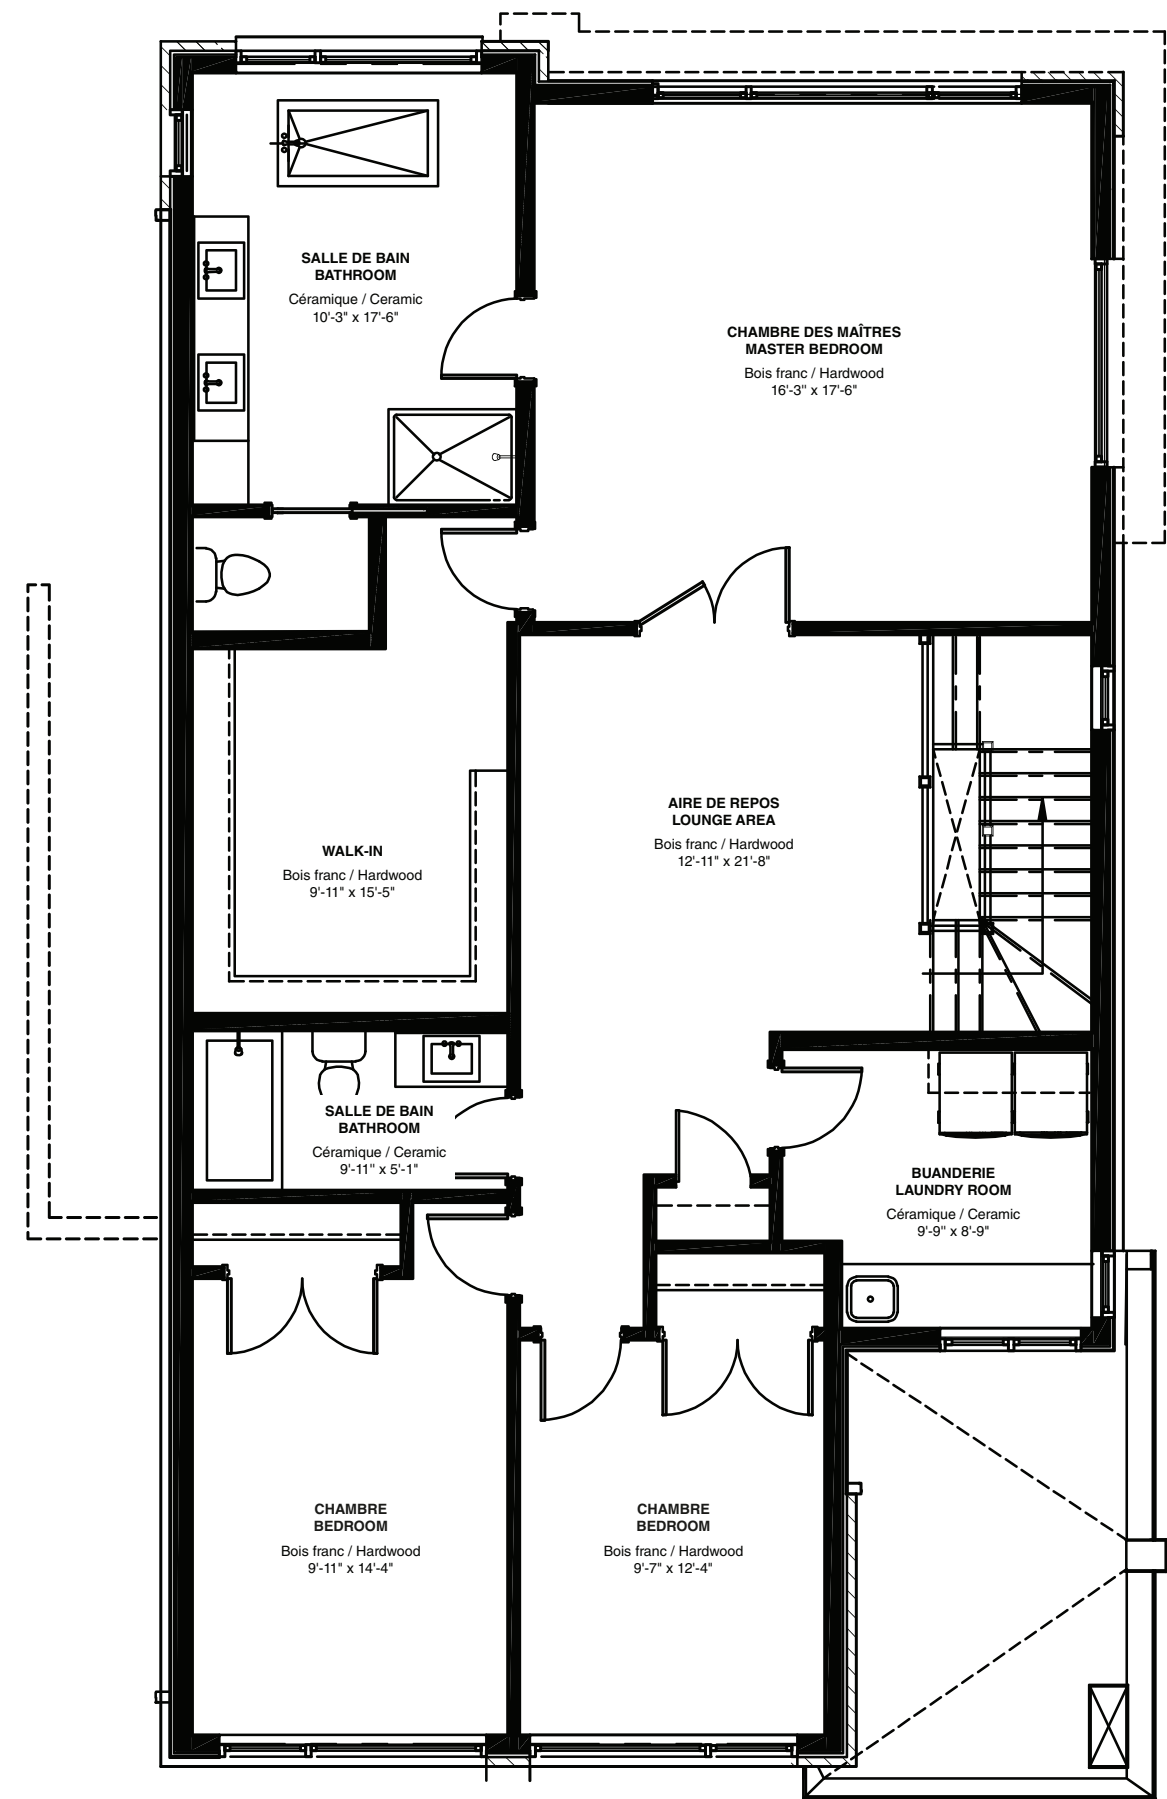 SALLE DE BAIN
BATHROOM
Céramique / Ceramic
10'-3" x 17'-6"
CHAMBRE DES MAÎTRES
MASTER BEDROOM
Bois franc / Hardwood
16'-3" x 17'-6"
AIRE DE REPOS
LOUNGE AREA
Bois franc / Hardwood
12'-11" x 21'-8"
WALK-IN
Bois franc / Hardwood
9'-11" x 15'-5"
SALLE DE BAIN
BATHROOM
Céramique / Ceramic
9'-11" x 5'-1"
BUANDERIE
LAUNDRY ROOM
Céramique / Ceramic
9'-9" x 8'-9"
CHAMBRE
BEDROOM
Bois franc / Hardwood
9'-11" x 14'-4"
CHAMBRE
BEDROOM
Bois franc / Hardwood
9'-7" x 12'-4"